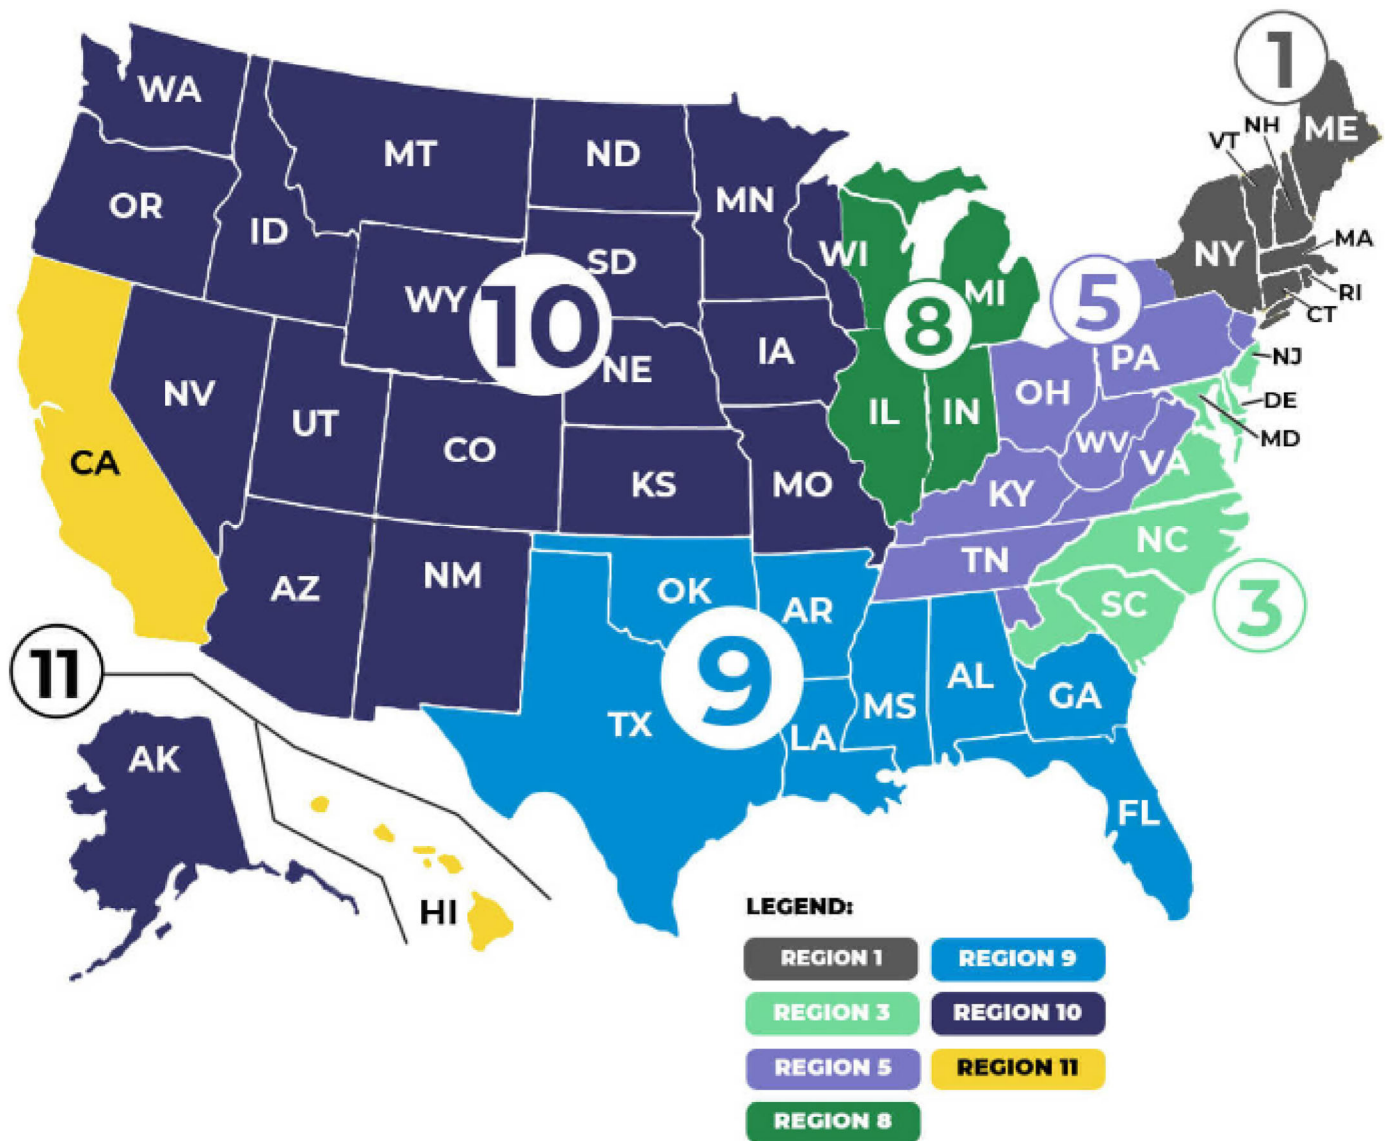 1
WA
ME
NH
VT
MT
ND
MN
OR
ID
NY
MA
WI
SD
RI
WY
10
MI
5
CT
8
NE
IA
PA
NJ
NV
OH
DE
UT
IL
IN
MD
CO
WV
CA
VA
KS
MO
KY
NC
TN
AZ
NM
OK
AR
SC
3
11
9
AL
GA
MS
TX
LA
AK
FL
HI
LEGEND:
REGION 1
REGION 9
REGION 3
REGION 10
REGION 5
REGION 11
REGION 8